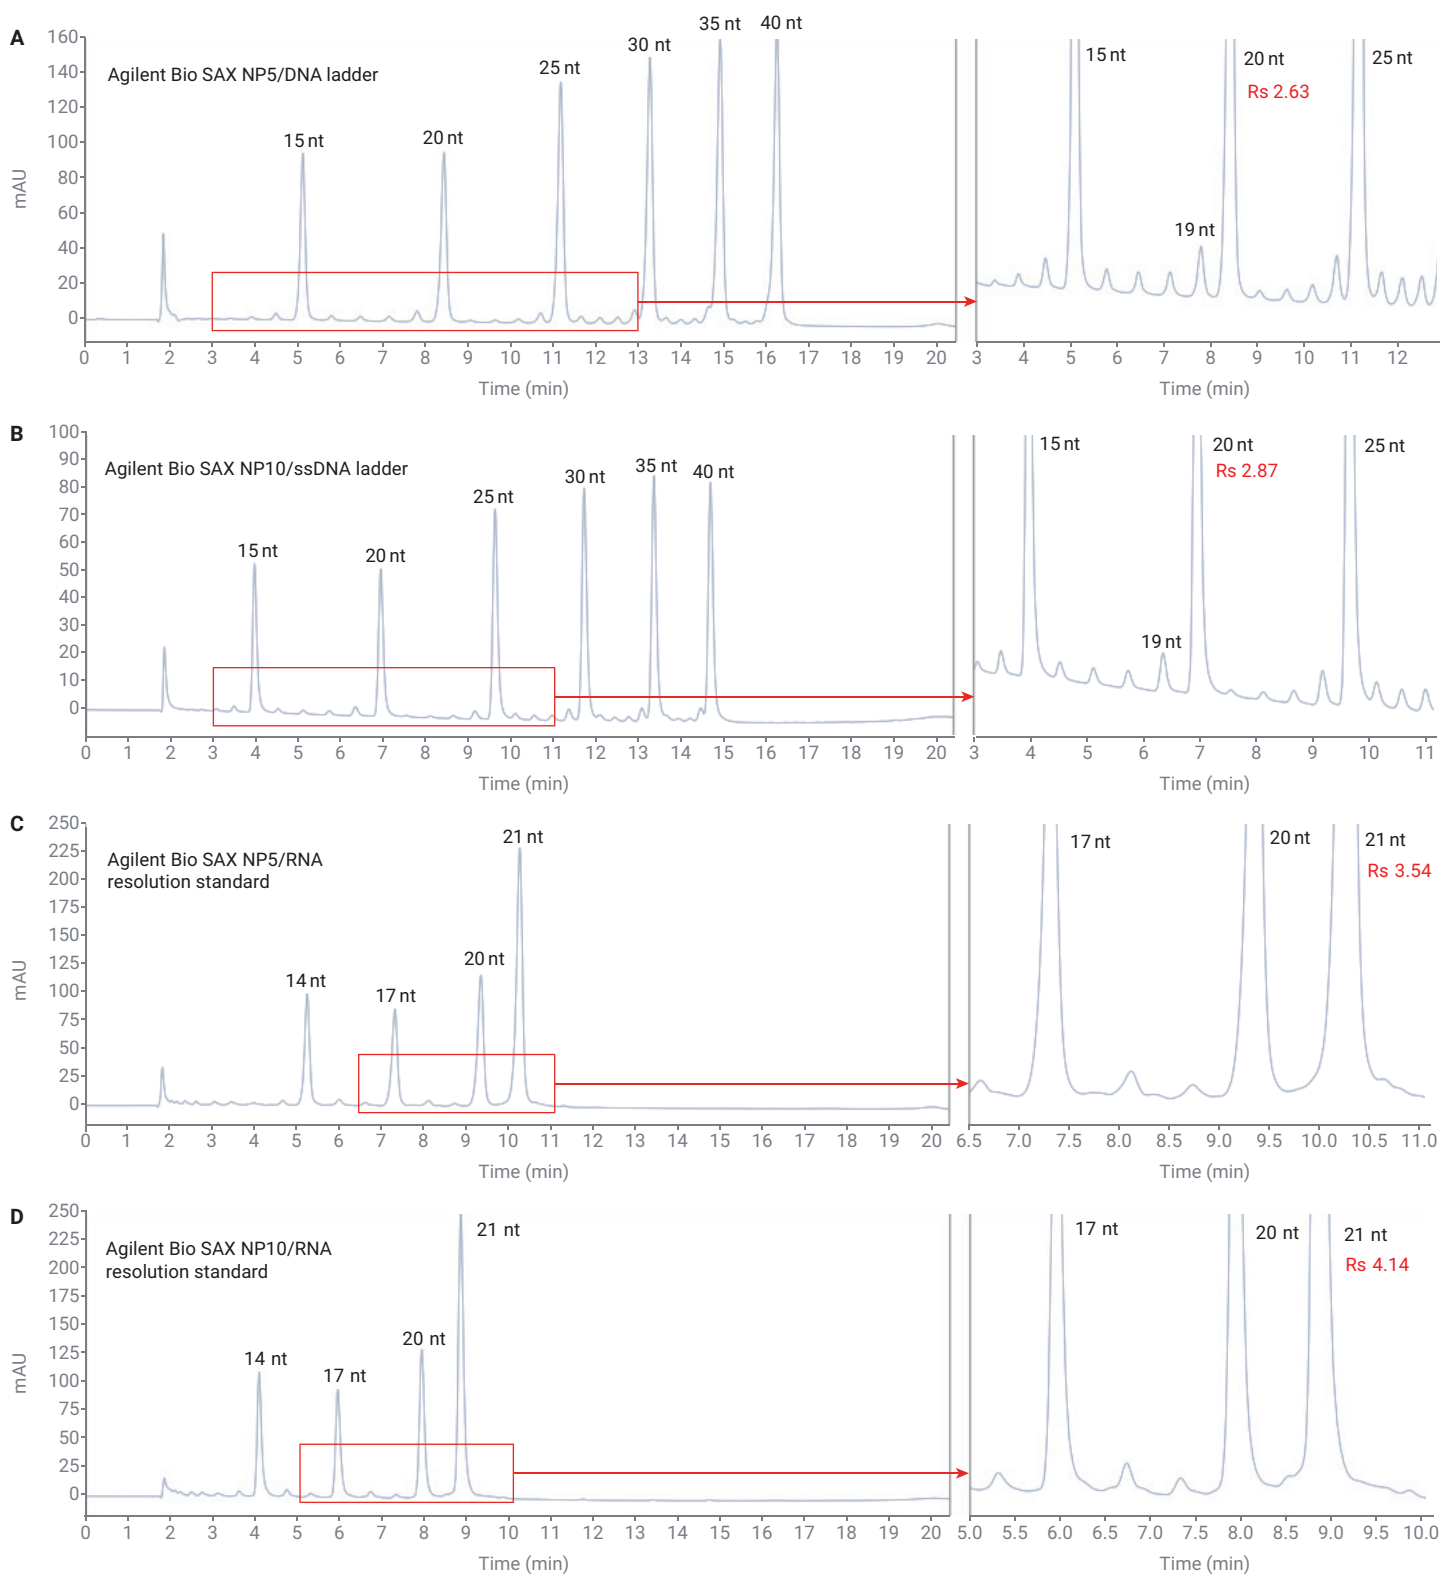 A
Agilent Bio SAX NP5/DNA ladder
mAU
160
140
120
100
80
60
40
20
0
15 nt
20 nt
25 nt
30 nt
35 nt
40 nt
0 1 2 3 4 5 6 7 8 9 10 11 12 13 14 15 16 17 18 19 20
Time (min)
15 nt
19 nt
20 nt
Rs 2.63
25 nt
3 4 5 6 7 8 9 10 11 12
Time (min)
B
Agilent Bio SAX NP10/ssDNA ladder
100
90
80
70
60
50
40
30
20
10
0
15 nt
20 nt
25 nt
30 nt
35 nt
40 nt
0 1 2 3 4 5 6 7 8 9 10 11 12 13 14 15 16 17 18 19 20
Time (min)
15 nt
19 nt
20 nt
Rs 2.87
25 nt
3 4 5 6 7 8 9 10 11
Time (min)
C
Agilent Bio SAX NP5/RNA
resolution standard
mAU
250
225
200
175
150
125
100
75
50
25
0
14 nt
17 nt
20 nt
21 nt
0 1 2 3 4 5 6 7 8 9 10 11 12 13 14 15 16 17 18 19 20
Time (min)
17 nt
20 nt
21 nt
Rs 3.54
6.5 7.0 7.5 8.0 8.5 9.0 9.5 10.0 10.5 11.0
Time (min)
D
Agilent Bio SAX NP10/RNA
resolution standard
mAU
250
225
200
175
150
125
100
75
50
25
0
14 nt
17 nt
20 nt
21 nt
0 1 2 3 4 5 6 7 8 9 10 11 12 13 14 15 16 17 18 19 20
Time (min)
17 nt
20 nt
21 nt
Rs 4.14
5.0 5.5 6.0 6.5 7.0 7.5 8.0 8.5 9.0 9.5 10.0
Time (min)